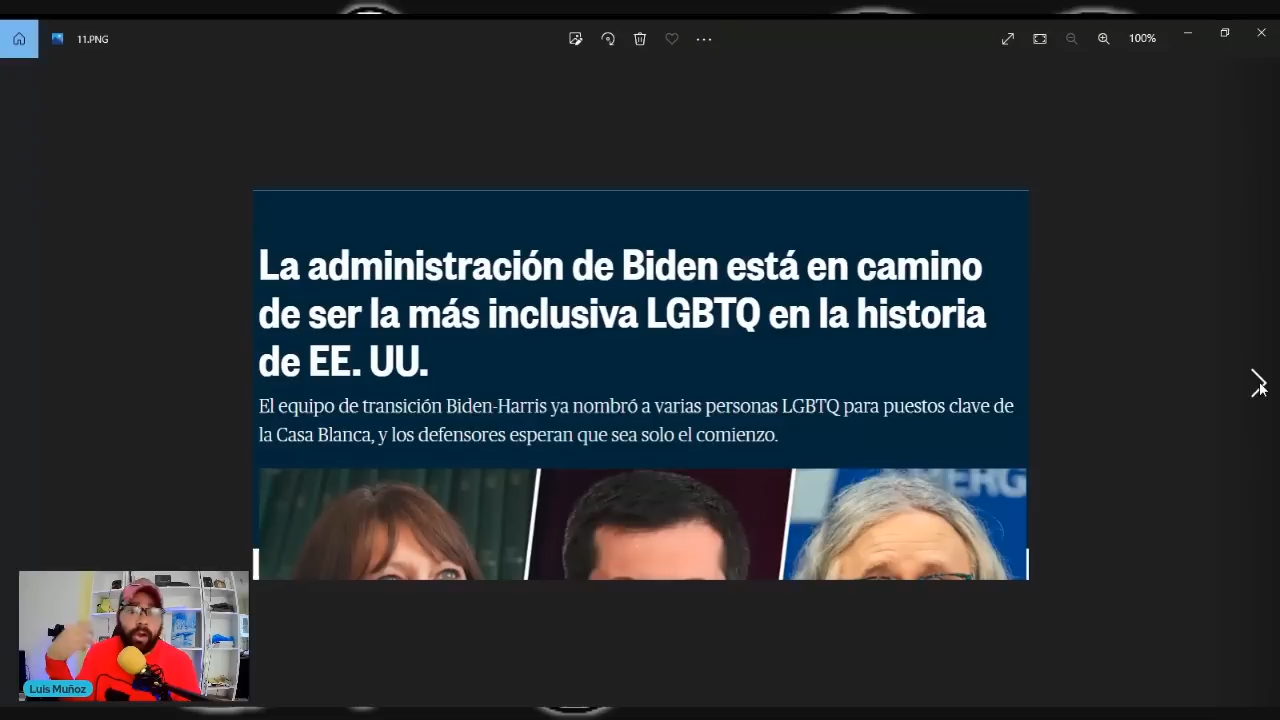 11.PNG
100%
La administración de Biden está en camino
de ser la más inclusiva LGBTQ en la historia
de EE. UU.
El equipo de transición Biden-Harris ya nombró a varias personas LGBTQ para puestos clave de
la Casa Blanca, y los defensores esperan que sea solo el comienzo.
ERG
Luis Muñoz